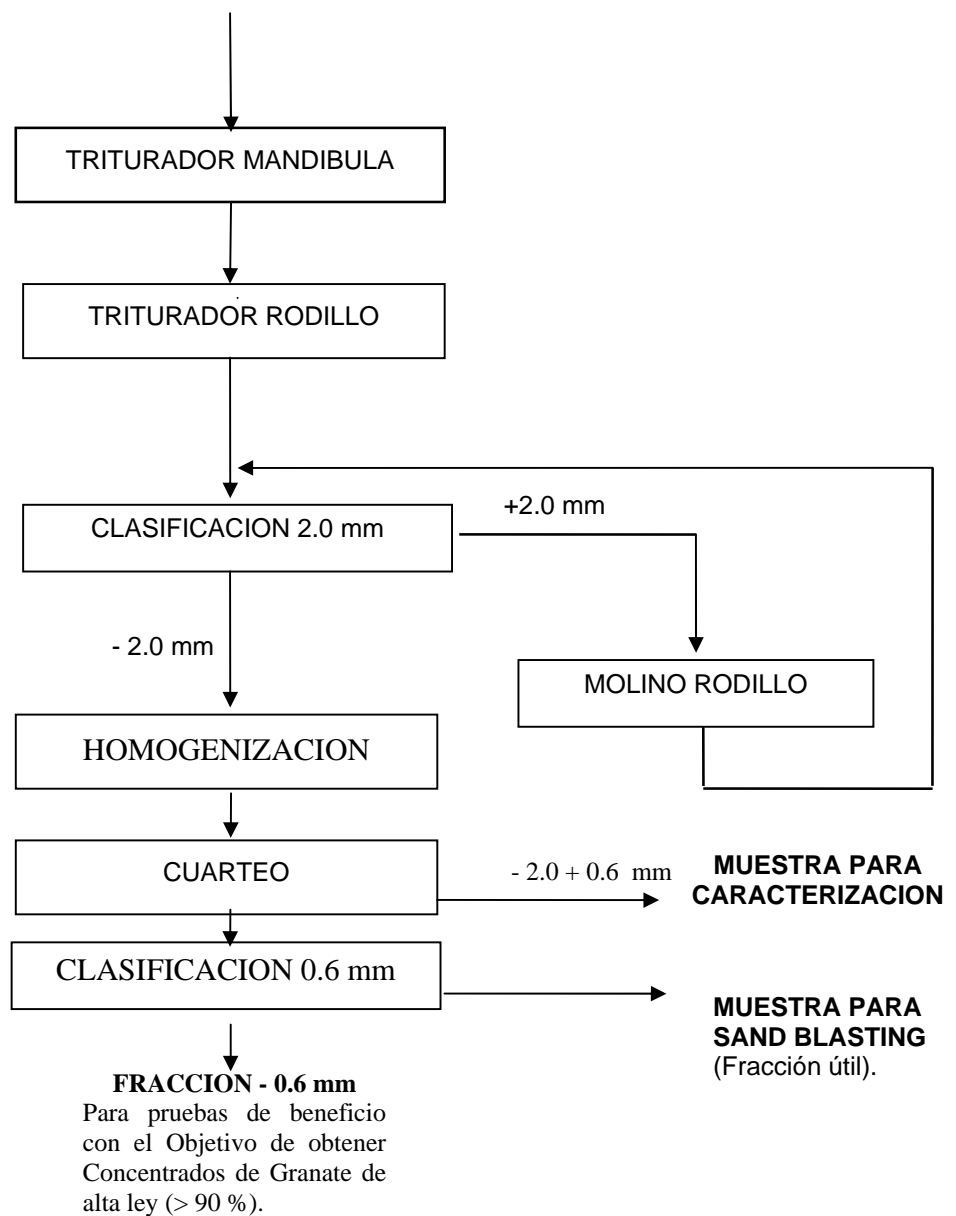 TRITURADOR MANDIBULA
TRITURADOR RODILLO
CLASIFICACION 2.0 mm
+2.0 mm
- 2.0 mm
MOLINO RODILLO
HOMOGENIZACION
CUARTEO
- 2.0 + 0.6 mm
MUESTRA PARA
CARACTERIZACION
CLASIFICACION 0.6 mm
MUESTRA PARA
SAND BLASTING
(Fracción útil).
FRACCION - 0.6 mm
Para pruebas de beneficio
con el Objetivo de obtener
Concentrados de Granate de
alta ley (> 90 %).